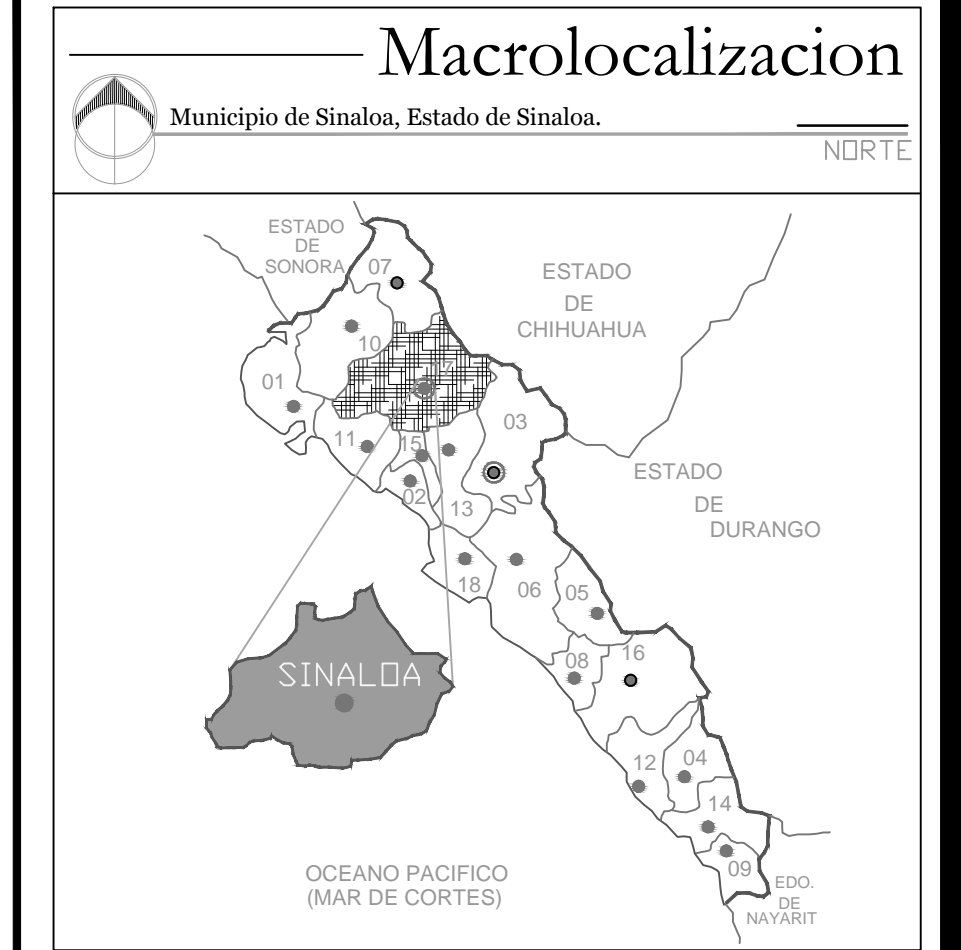 Macrolocalizacion
Municipio de Sinaloa, Estado de Sinaloa.
NORTE
ESTADO
DE
SONORA
07
ESTADO
DE
CHIHUAHUA
10
01
03
11
15
02
13
ESTADO
DE
DURANGO
18
06
05
08
16
SINALOA
12
04
14
09
OCEANO PACIFICO
(MAR DE CORTES)
EDO.
DE
NAYARIT